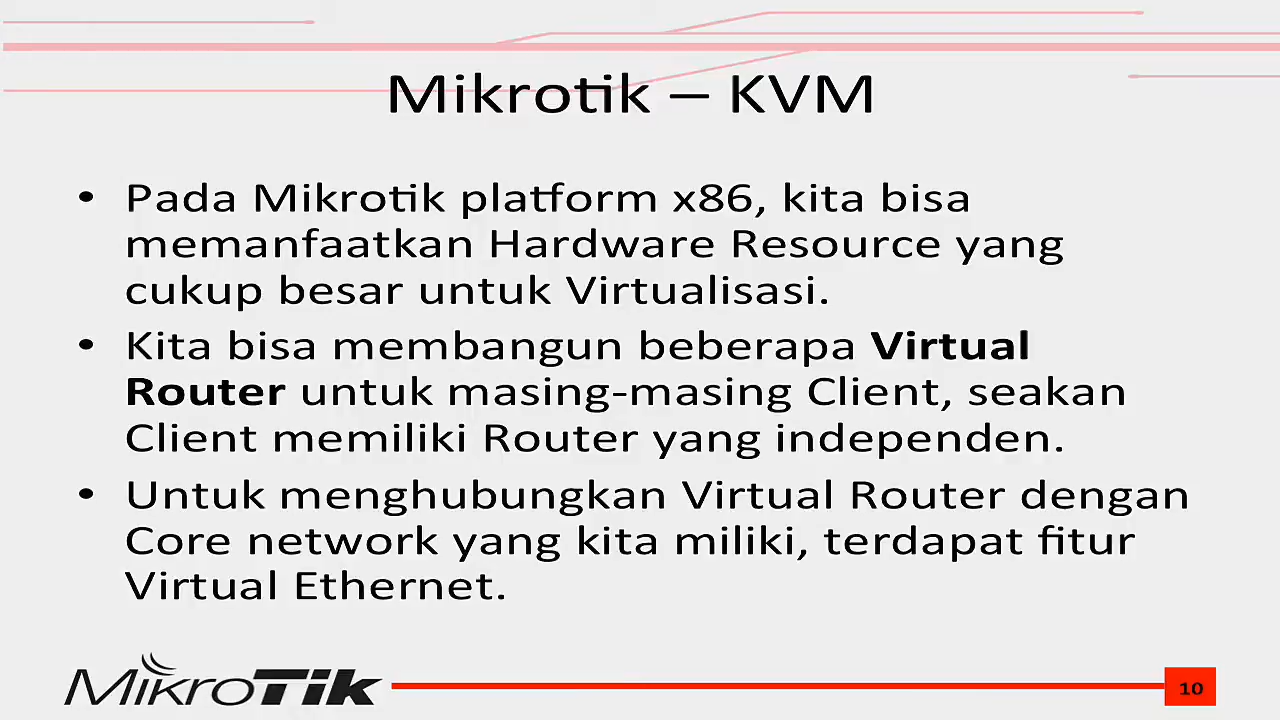 Mikrotik – KVM
• Pada Mikrotik platform x86, kita bisa
memanfaatkan Hardware Resource yang
cukup besar untuk Virtualisasi.
• Kita bisa membangun beberapa Virtual
Router untuk masing-masing Client, seakan
Client memiliki Router yang independen.
• Untuk menghubungkan Virtual Router dengan
Core network yang kita miliki, terdapat fitur
Virtual Ethernet.
MikroTik
10